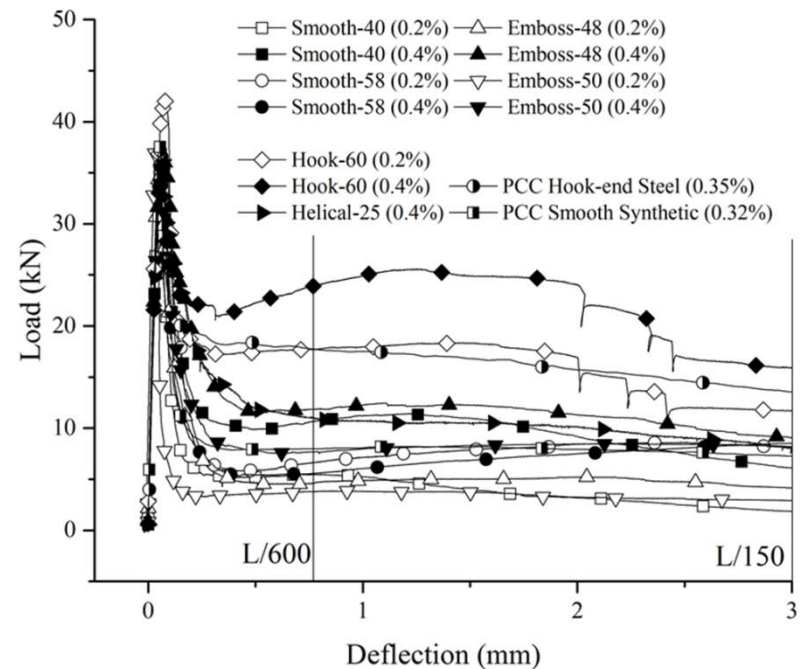 50
40
30
20
10
0
Load (kN)
Smooth-40 (0.2%) Emboss-48 (0.2%)
Smooth-40 (0.4%) Emboss-48 (0.4%)
Smooth-58 (0.2%) Emboss-50 (0.2%)
Smooth-58 (0.4%) Emboss-50 (0.4%)
Hook-60 (0.2%)
Hook-60 (0.4%) PCC Hook-end Steel (0.35%)
Helical-25 (0.4%) PCC Smooth Synthetic (0.32%)
L/600 L/150
0 1 2 3
Deflection (mm)